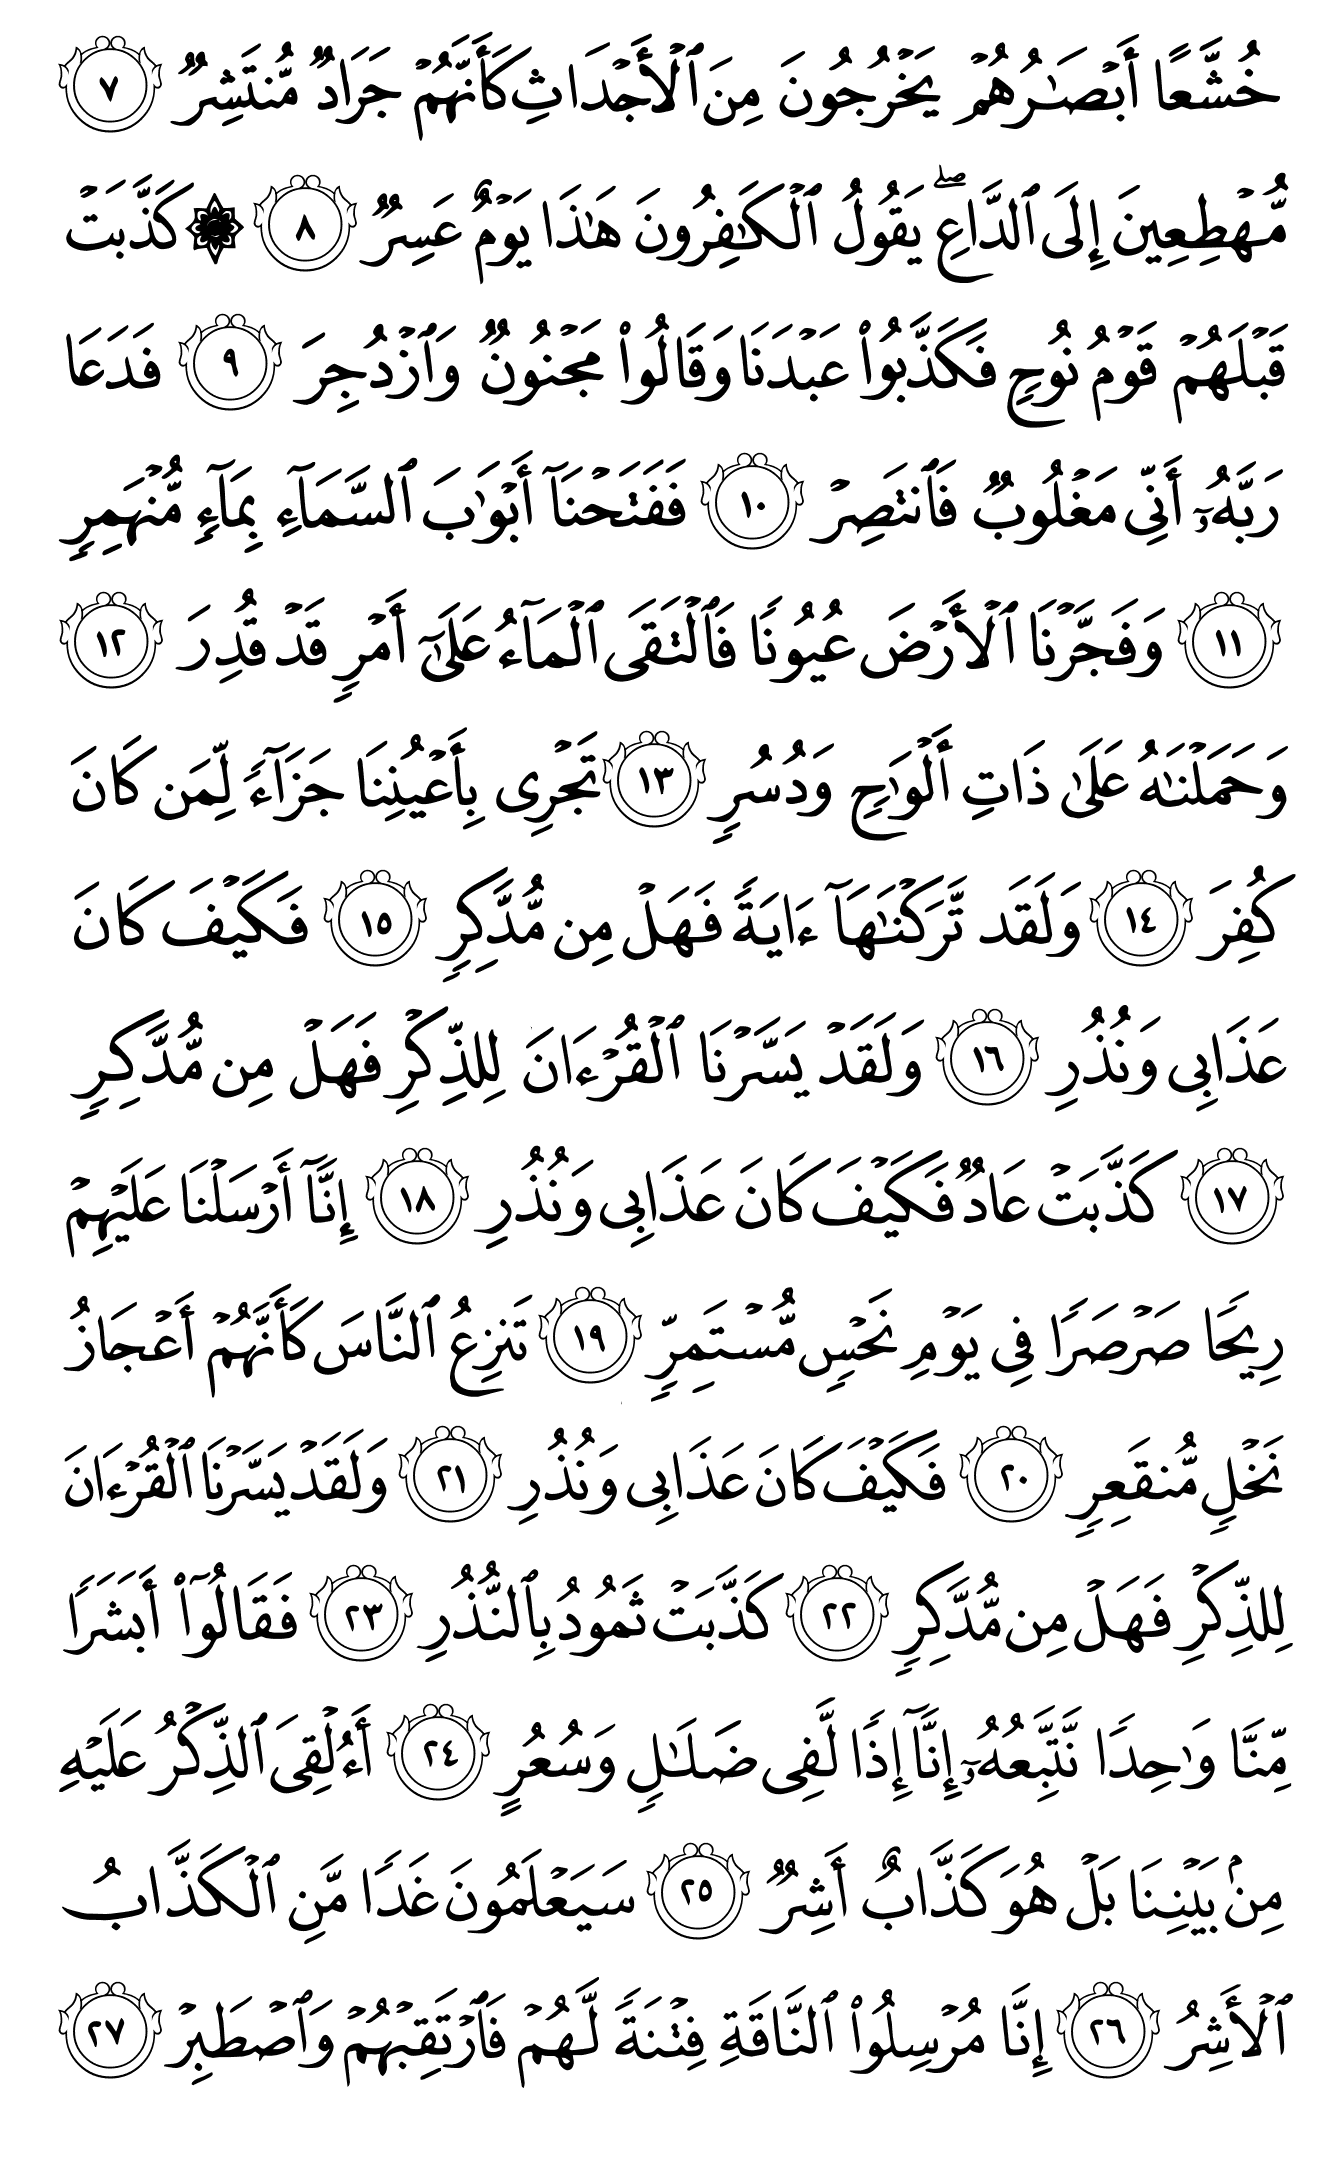 خُشَّعًا أَبۡصَٰرُهُمۡ يَخۡرُجُونَ مِنَ ٱلۡأَجۡدَاثِ كَأَنَّهُمۡ جَرَادٞ مُّنتَشِرٞ ٧
مُّهۡطِعِينَ إِلَى ٱلدَّاعِۖ يَقُولُ ٱلۡكَٰفِرُونَ هَٰذَا يَوۡمٌ عَسِرٞ ٨ ۞ كَذَّبَتۡ
قَبۡلَهُمۡ قَوۡمُ نُوحٖ فَكَذَّبُواْ عَبۡدَنَا وَقَالُواْ مَجۡنُونٞ وَٱزۡدُجِرَ ٩ فَدَعَا
رَبَّهُۥٓ أَنِّي مَغۡلُوبٞ فَٱنتَصِرۡ ١٠ فَفَتَحۡنَآ أَبۡوَٰبَ ٱلسَّمَآءِ بِمَآءٖ مُّنۡهَمِرٖ
١١ وَفَجَّرۡنَا ٱلۡأَرۡضَ عُيُونٗا فَٱلۡتَقَى ٱلۡمَآءُ عَلَىٰٓ أَمۡرٖ قَدۡ قُدِرَ ١٢
وَحَمَلۡنَٰهُ عَلَىٰ ذَاتِ أَلۡوَٰحٖ وَدُسُرٖ ١٣ تَجۡرِي بِأَعۡيُنِنَا جَزَآءٗ لِّمَن كَانَ
كُفِرَ ١٤ وَلَقَد تَّرَكۡنَٰهَآ ءَايَةٗ فَهَلۡ مِن مُّدَّكِرٖ ١٥ فَكَيۡفَ كَانَ
عَذَابِي وَنُذُرِ ١٦ وَلَقَدۡ يَسَّرۡنَا ٱلۡقُرۡءَانَ لِلذِّكۡرِ فَهَلۡ مِن مُّدَّكِرٖ
١٧ كَذَّبَتۡ عَادٞ فَكَيۡفَ كَانَ عَذَابِي وَنُذُرِ ١٨ إِنَّآ أَرۡسَلۡنَا عَلَيۡهِمۡ
رِيحٗا صَرۡصَرٗا فِي يَوۡمِ نَحۡسٖ مُّسۡتَمِرّٖ ١٩ تَنزِعُ ٱلنَّاسَ كَأَنَّهُمۡ أَعۡجَازُ
نَخۡلٖ مُّنقَعِرٖ ٢٠ فَكَيۡفَ كَانَ عَذَابِي وَنُذُرِ ٢١ وَلَقَدۡ يَسَّرۡنَا ٱلۡقُرۡءَانَ
لِلذِّكۡرِ فَهَلۡ مِن مُّدَّكِرٖ ٢٢ كَذَّبَتۡ ثَمُودُ بِٱلنُّذُرِ ٢٣ فَقَالُوٓاْ أَبَشَرٗا
مِّنَّا وَٰحِدٗا نَّتَّبِعُهُۥٓ إِنَّآ إِذٗا لَّفِي ضَلَٰلٖ وَسُعُرٍ ٢٤ أَءُلۡقِيَ ٱلذِّكۡرُ عَلَيۡهِ
مِنۢ بَيۡنِنَا بَلۡ هُوَ كَذَّابٌ أَشِرٞ ٢٥ سَيَعۡلَمُونَ غَدٗا مَّنِ ٱلۡكَذَّابُ
ٱلۡأَشِرُ ٢٦ إِنَّا مُرۡسِلُواْ ٱلنَّاقَةِ فِتۡنَةٗ لَّهُمۡ فَٱرۡتَقِبۡهُمۡ وَٱصۡطَبِرۡ ٢٧